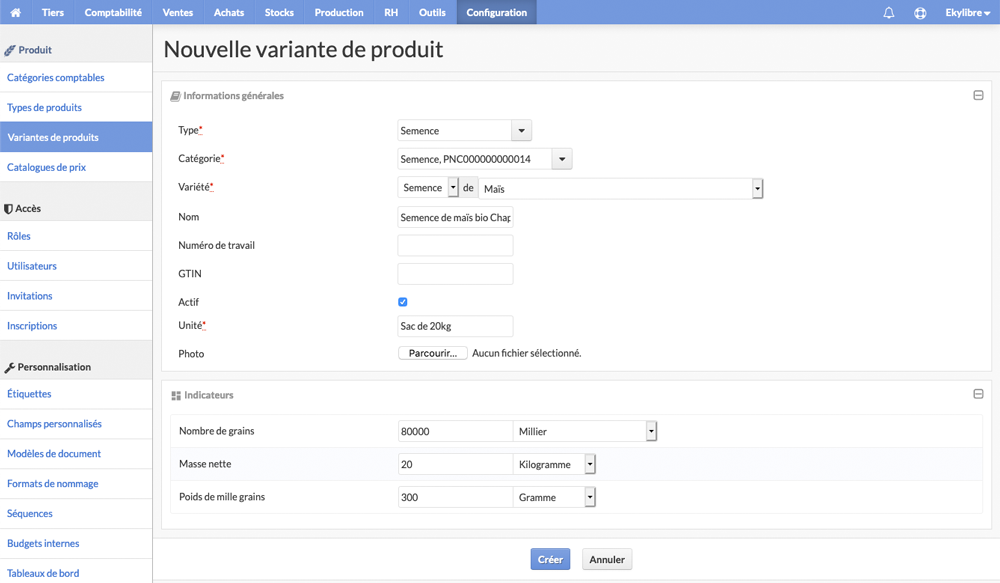 Tiers Comptabilité Ventes Achats Stocks Production RH Outils Configuration Ekylibre
Produit
Catégories comptables
Types de produits
Variantes de produits
Catalogues de prix
Accès
Rôles
Utilisateurs
Invitations
Inscriptions
Personnalisation
Étiquettes
Champs personnalisés
Modèles de document
Formats de nommage
Séquences
Budgets internes
Tableaux de bord
Nouvelle variante de produit
Informations générales
Type* Semence
Catégorie* Semence, PNC000000000014
Variété* Semence de Maïs
Nom Semence de maïs bio Chap
Numéro de travail
GTIN
Actif
Unité* Sac de 20kg
Photo Parcourir... Aucun fichier sélectionné.
Indicateurs
Nombre de grains 80000 Millier
Masse nette 20 Kilogramme
Poids de mille grains 300 Gramme
Créer Annuler